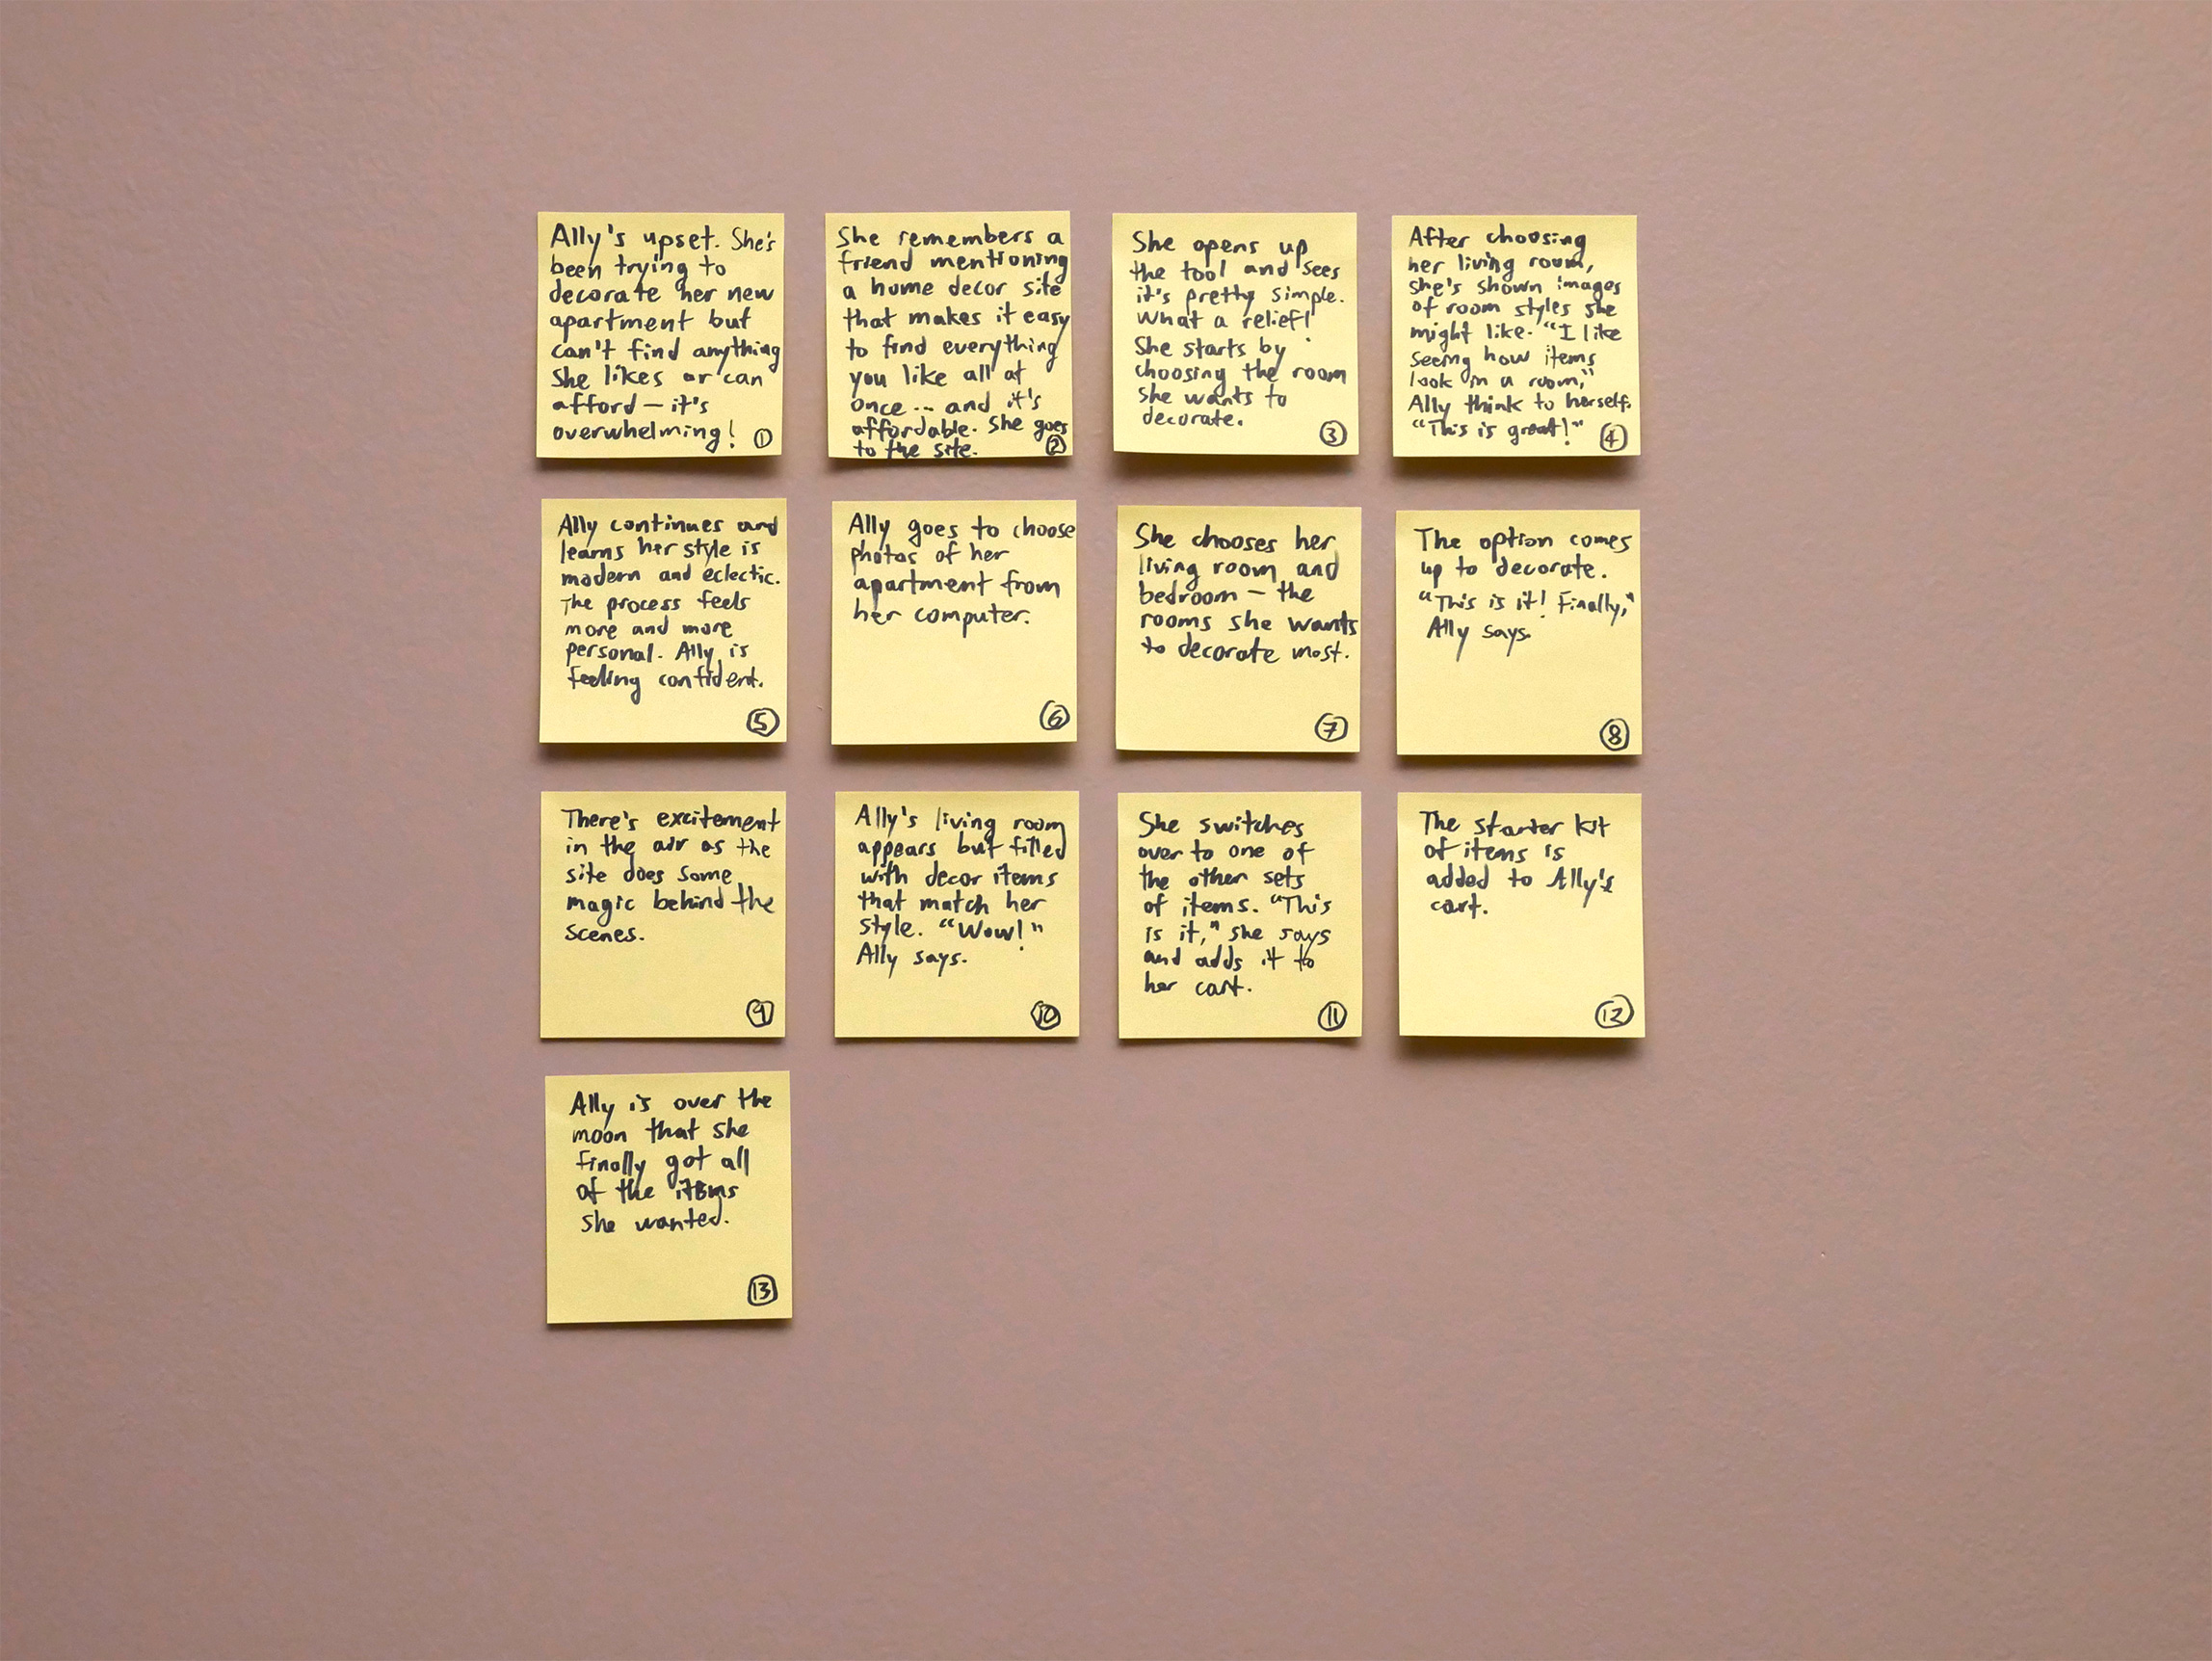 Ally's upset. She's
been trying to
decorate her new
apartment but
can't find anything
she likes or can
afford — it's
overwhelming!
1
She remembers a
friend mentioning
a home decor site
that makes it easy
to find everything
you like all at
once... and it's
affordable. She goes
to the site.
2
She opens up
the tool and sees
it's pretty simple.
What a relief!
She starts by
choosing the room
she wants to
decorate.
3
After choosing
her living room,
she's shown images
of room styles she
might like. "I like
seeing how items
look in a room,"
Ally think to herself.
"This is great!"
4
Ally continues and
learns her style is
modern and eclectic.
The process feels
more and more
personal. Ally is
feeling confident.
5
Ally goes to choose
photos of her
apartment from
her computer.
6
She chooses her
living room and
bedroom — the
rooms she wants
to decorate most.
7
The option comes
up to decorate.
"This is it! Finally,"
Ally says.
8
There's excitement
in the air as the
site does some
magic behind the
scenes.
9
Ally's living room
appears but filled
with decor items
that match her
style. "Wow!"
Ally says.
10
She switches
over to one of
the other sets
of items. "This
is it," she says
and adds it to
her cart.
11
The starter kit
of items is
added to Ally's
cart.
12
Ally is over the
moon that she
finally got all
of the items
she wanted.
13